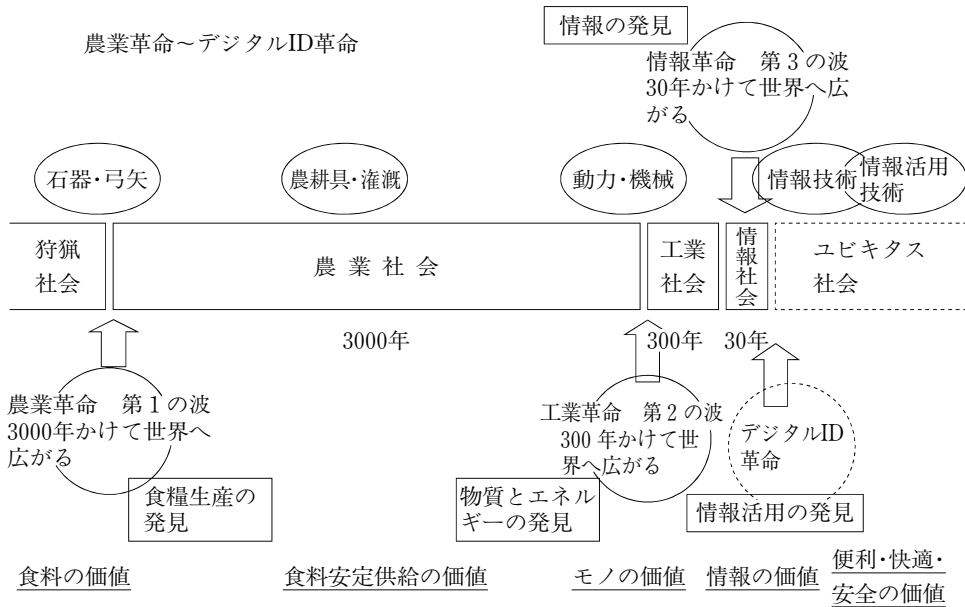 農業革命～デジタルID革命
情報の発見
情報革命　第3の波
30年かけて世界へ広
がる
石器・弓矢
農耕具・灌漑
動力・機械
情報技術
情報活用
技術
狩猟
社会
農業社会
工業
社会
情報社会
ユビキタス
社会
3000年
300年
30年
農業革命　第1の波
3000年かけて世界へ
広がる
食糧生産の
発見
工業革命　第2の波
300年かけて世
界へ広がる
物質とエネル
ギーの発見
デジタルID
革命
情報活用の発見
食料の価値
食料安定供給の価値
モノの価値
情報の価値
便利・快適・
安全の価値